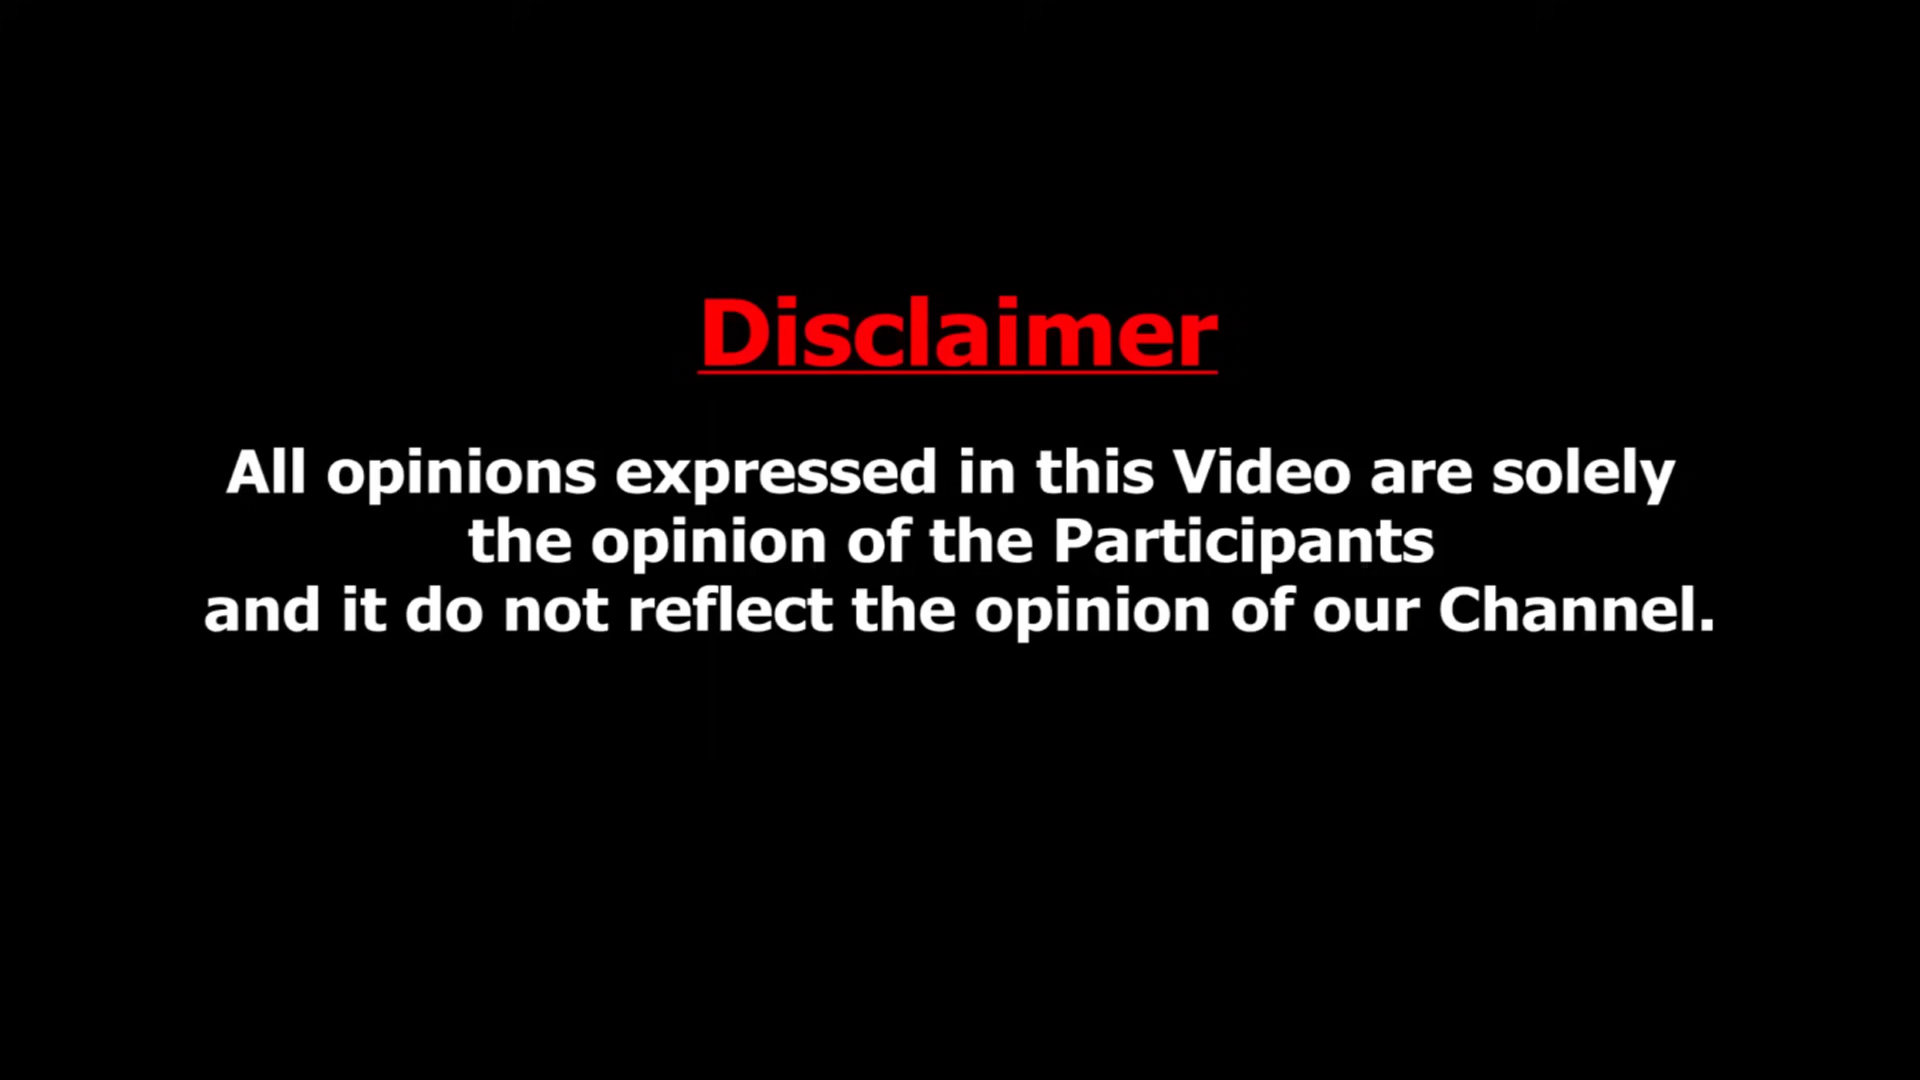 Disclaimer
All opinions expressed in this Video are solely
the opinion of the Participants
and it do not reflect the opinion of our Channel.